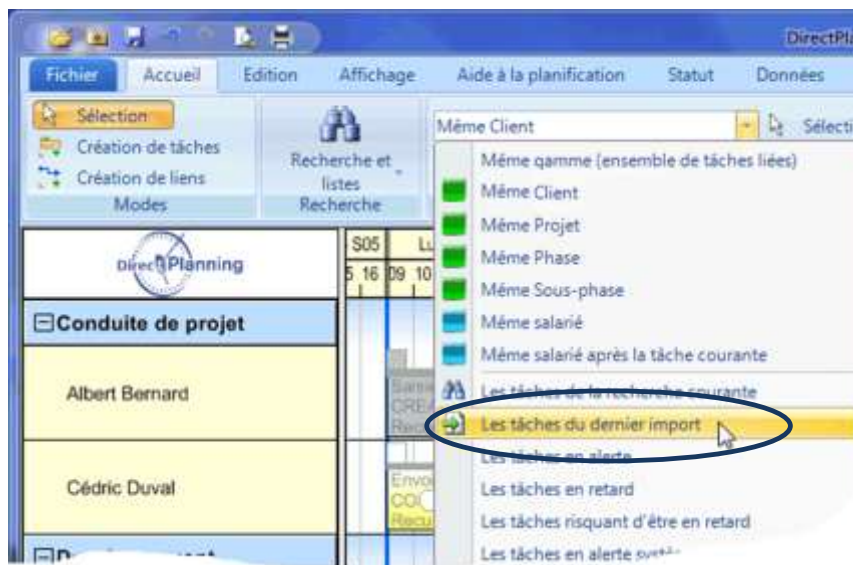 DirectPla
Fichier Accueil Edition Affichage Aide à la planification Statut Données
Sélection
Création de tâches
Création de liens
Modes
Recherche et
listes
Recherche
Même Client
Sélecti
Même gamme (ensemble de tâches liées)
Même Client
Même Projet
Même Phase
Même Sous-phase
Même salarié
Même salarié après la tâche courante
Les tâches de la recherche courante
Les tâches du dernier import
Les tâches en alerte
Les tâches en retard
Les tâches risquant d'être en retard
Les tâches en alerte
DirectPlanning
S05 Lu
5 16 09 10
Conduite de projet
Albert Bernard
CREA
Cédric Duval
Envoi